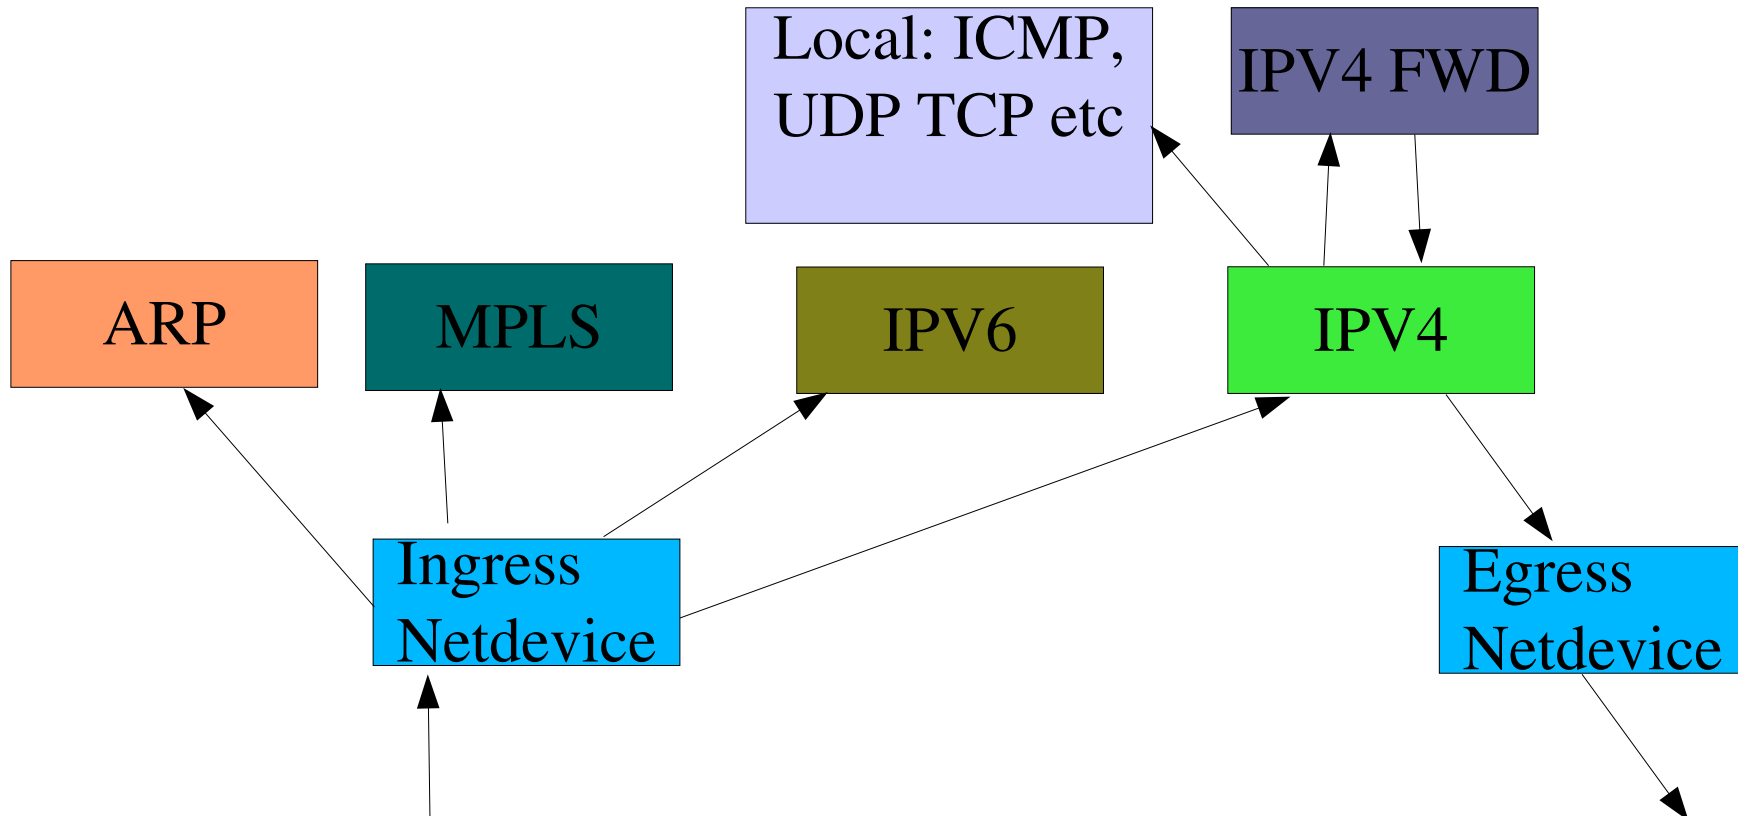 Local: ICMP,
UDP TCP etc
IPV4 FWD
ARP
MPLS
IPV6
IPV4
Ingress
Netdevice
Egress
Netdevice